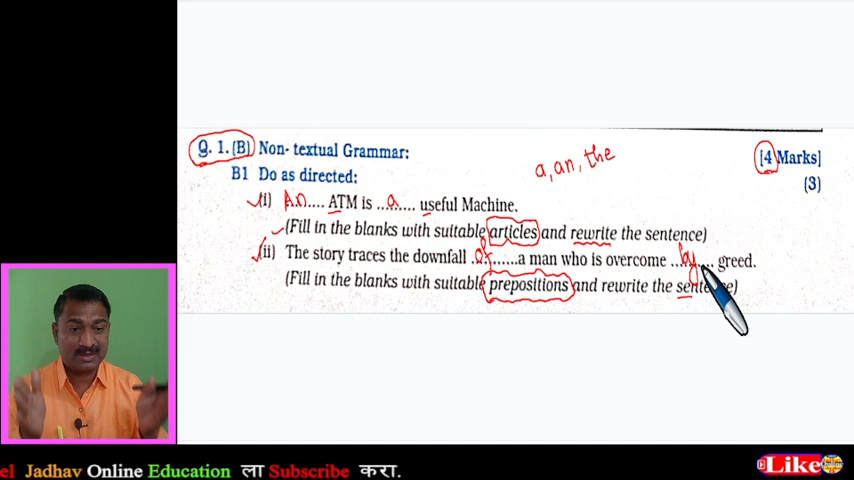 Q. 1. (B) Non- textual Grammar: [4 Marks]
a, an, the
B1 Do as directed: (3)
(i) An.... ATM is ...a..... useful Machine.
(Fill in the blanks with suitable articles and rewrite the sentence)
(ii) The story traces the downfall ..of......a man who is overcome ...by.... greed.
(Fill in the blanks with suitable prepositions and rewrite the sentence)
el Jadhav Online Education ला Subscribe करा.
Like